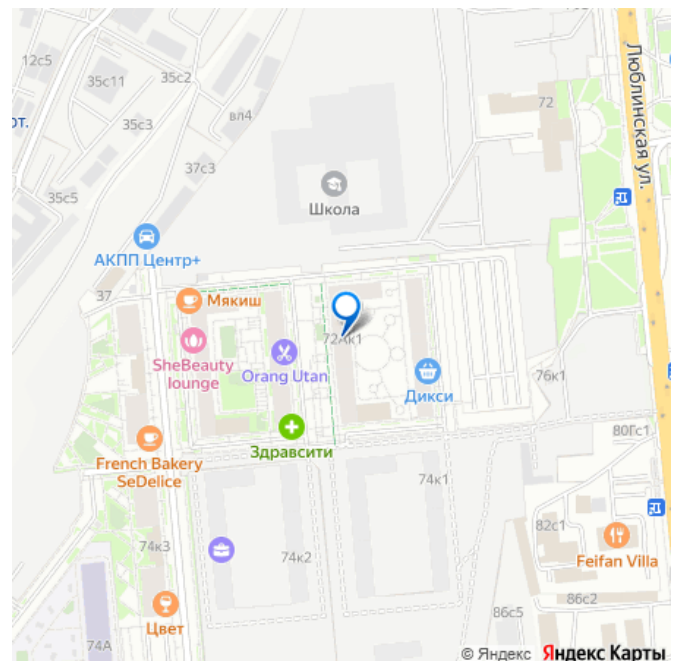 12с5
35с11
35с2
вл4
35с3
от.
37с3
35с5
72
Люблинская ул.
Школа
АКПП Центр+
37
Мякиш
72Ак1
SheBeauty
lounge
Orang Utan
Дикси
76к1
Здравсити
80Гс1
French Bakery
SeDelice
74к1
74к3
74к2
82с1
Feifan Villa
86с2
86с5
Цвет
74А
© Яндекс Яндекс Карты